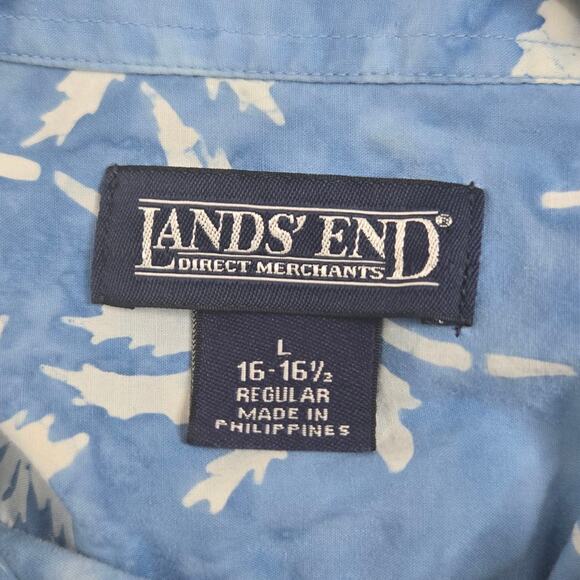 LANDS' END®
DIRECT MERCHANTS
L
16-16½
REGULAR
MADE IN
PHILIPPINES